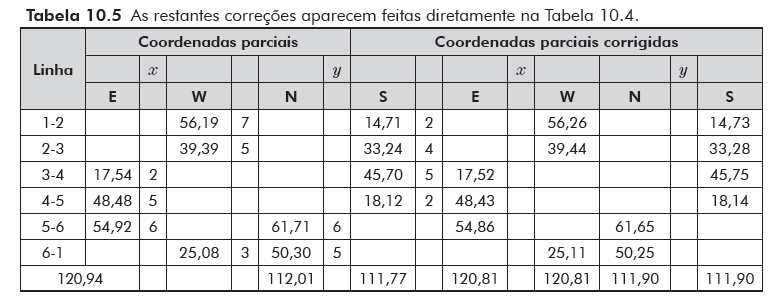 Tabela 10.5 As restantes correções aparecem feitas diretamente na Tabela 10.4.
Linha Coordenadas parciais Coordenadas parciais corrigidas
x y x y
E W N S E W N S
1-2 56,19 7 14,71 2 56,26 14,73
2-3 39,39 5 33,24 4 39,44 33,28
3-4 17,54 2 45,70 5 17,52 45,75
4-5 48,48 5 18,12 2 48,43 18,14
5-6 54,92 6 61,71 6 54,86 61,65
6-1 25,08 3 50,30 5 25,11 50,25
120,94 112,01 111,77 120,81 120,81 111,90 111,90